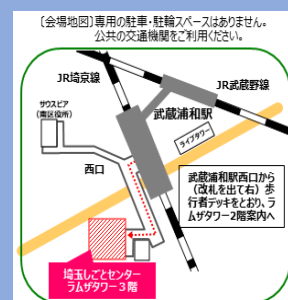 〔会場地図〕専用の駐車・駐輪スペースはありません。
公共の交通機関をご利用ください。
JR埼京線
JR武蔵野線
武蔵浦和駅
サウスピア
(南区役所)
ライブタワー
西口
武蔵浦和駅西口から
(改札を出て右)歩
行者デッキをとおり、ラ
ムザタワー2階案内へ
埼玉しごとセンター
ラムザタワー3階